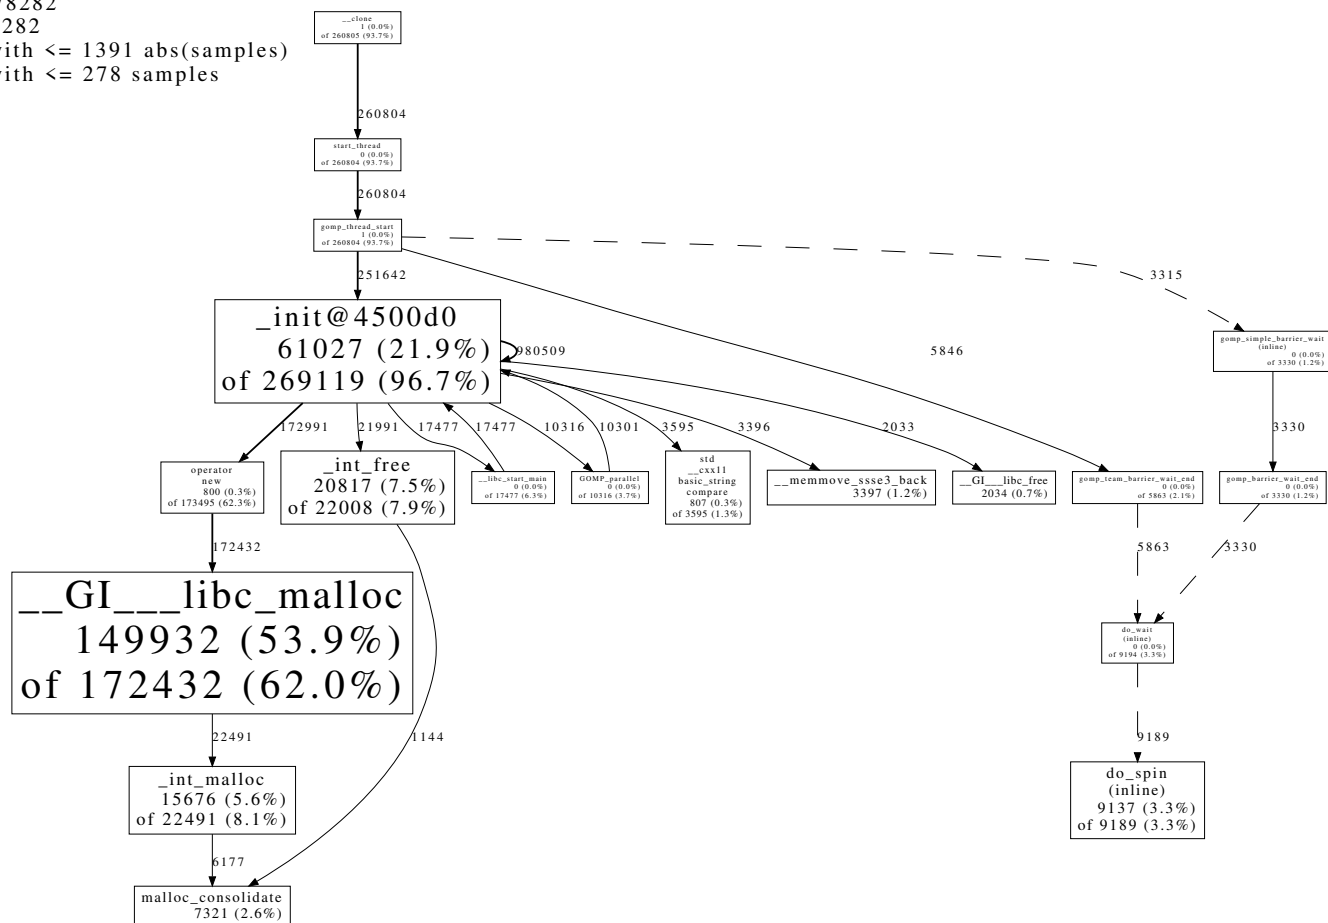 78282
282
with <= 1391 abs(samples)
with <= 278 samples
__clone
1 (0.0%)
of 260805 (93.7%)
260804
start_thread
0 (0.0%)
of 260804 (93.7%)
260804
gomp_thread_start
1 (0.0%)
of 260804 (93.7%)
251642
3315
5846
_init@4500d0
61027 (21.9%)
of 269119 (96.7%)
980509
gomp_simple_barrier_wait
(inline)
0 (0.0%)
of 3330 (1.2%)
172991
21991
17477
17477
10316
10301
3595
3396
2033
3330
operator
new
800 (0.3%)
of 173495 (62.3%)
_int_free
20817 (7.5%)
of 22008 (7.9%)
__libc_start_main
0 (0.0%)
of 17477 (6.3%)
GOMP_parallel
0 (0.0%)
of 10316 (3.7%)
std
__cxx11
basic_string
compare
807 (0.3%)
of 3595 (1.3%)
__memmove_ssse3_back
3397 (1.2%)
__GI__libc_free
2034 (0.7%)
gomp_team_barrier_wait_end
0 (0.0%)
of 5863 (2.1%)
gomp_barrier_wait_end
0 (0.0%)
of 3330 (1.2%)
172432
5863
3330
__GI___libc_malloc
149932 (53.9%)
of 172432 (62.0%)
do_wait
(inline)
0 (0.0%)
of 9194 (3.3%)
22491
1144
9189
_int_malloc
15676 (5.6%)
of 22491 (8.1%)
do_spin
(inline)
9137 (3.3%)
of 9189 (3.3%)
6177
malloc_consolidate
7321 (2.6%)